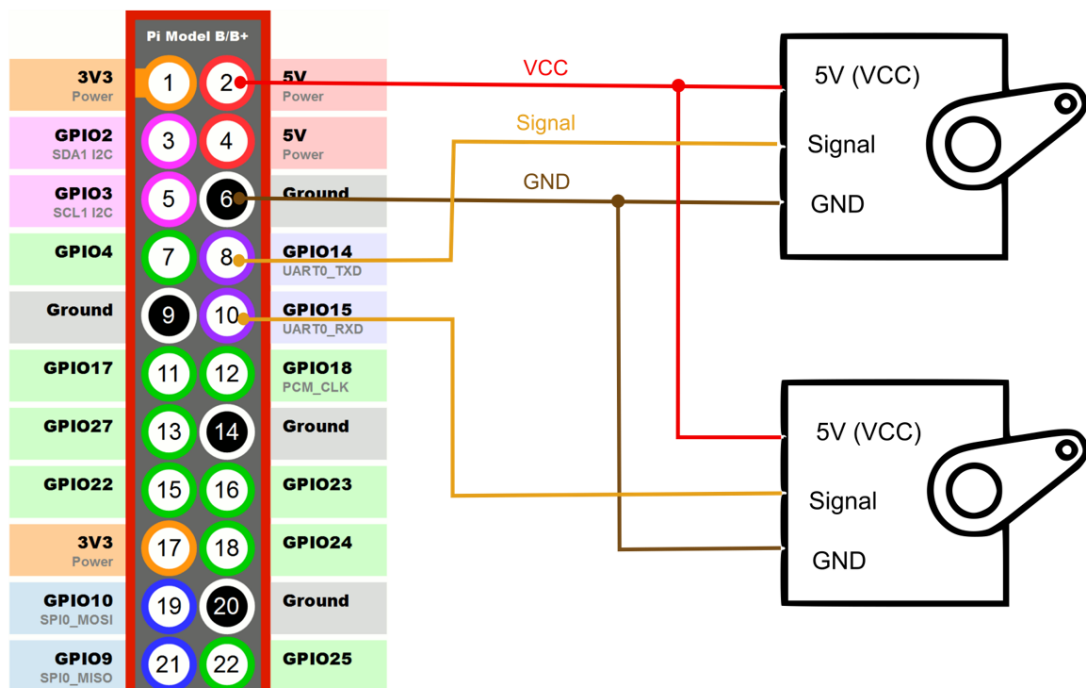 Pi Model B/B+
3V3
Power
1
2
5V
Power
GPIO2
SDA1 I2C
3
4
5V
Power
GPIO3
SCL1 I2C
5
6
Ground
GPIO4
7
8
GPIO14
UART0_TXD
Ground
9
10
GPIO15
UART0_RXD
GPIO17
11
12
GPIO18
PCM_CLK
GPIO27
13
14
Ground
GPIO22
15
16
GPIO23
3V3
Power
17
18
GPIO24
GPIO10
SPI0_MOSI
19
20
Ground
GPIO9
SPI0_MISO
21
22
GPIO25
VCC
Signal
GND
5V (VCC)
Signal
GND
5V (VCC)
Signal
GND